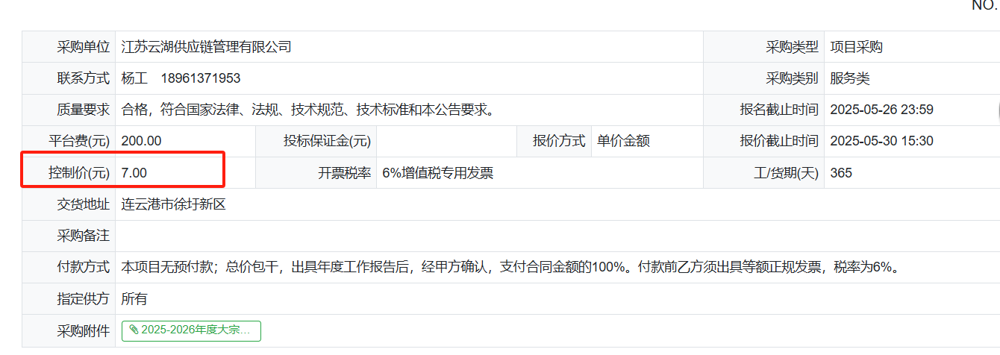 NO.
采购单位 江苏云湖供应链管理有限公司 采购类型 项目采购
联系方式 杨工 18961371953 采购类别 服务类
质量要求 合格，符合国家法律、法规、技术规范、技术标准和本公告要求。 报名截止时间 2025-05-26 23:59
平台费(元) 200.00 投标保证金(元) 报价方式 单价金额 报价截止时间 2025-05-30 15:30
控制价(元) 7.00 开票税率 6%增值税专用发票 工/货期(天) 365
交货地址 连云港市徐圩新区
采购备注
付款方式 本项目无预付款；总价包干，出具年度工作报告后，经甲方确认，支付合同金额的100%。付款前乙方须出具等额正规发票，税率为6%。
指定供方 所有
采购附件 2025-2026年度大宗...